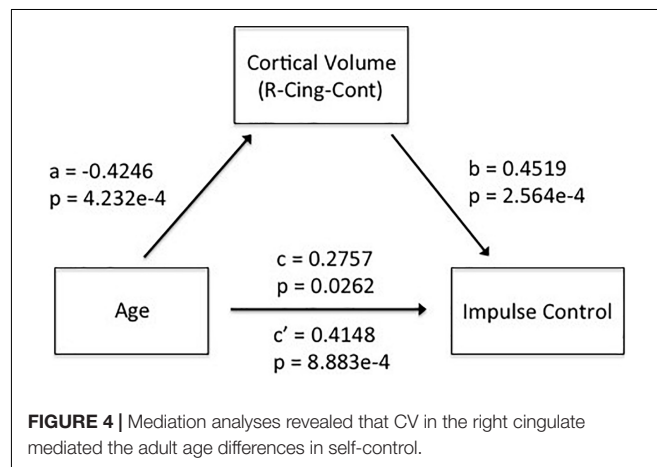 Cortical Volume
(R-Cing-Cont)
a = -0.4246
p = 4.232e-4
b = 0.4519
p = 2.564e-4
c = 0.2757
p = 0.0262
Age
Impulse Control
c’ = 0.4148
p = 8.883e-4
FIGURE 4 | Mediation analyses revealed that CV in the right cingulate
mediated the adult age differences in self-control.